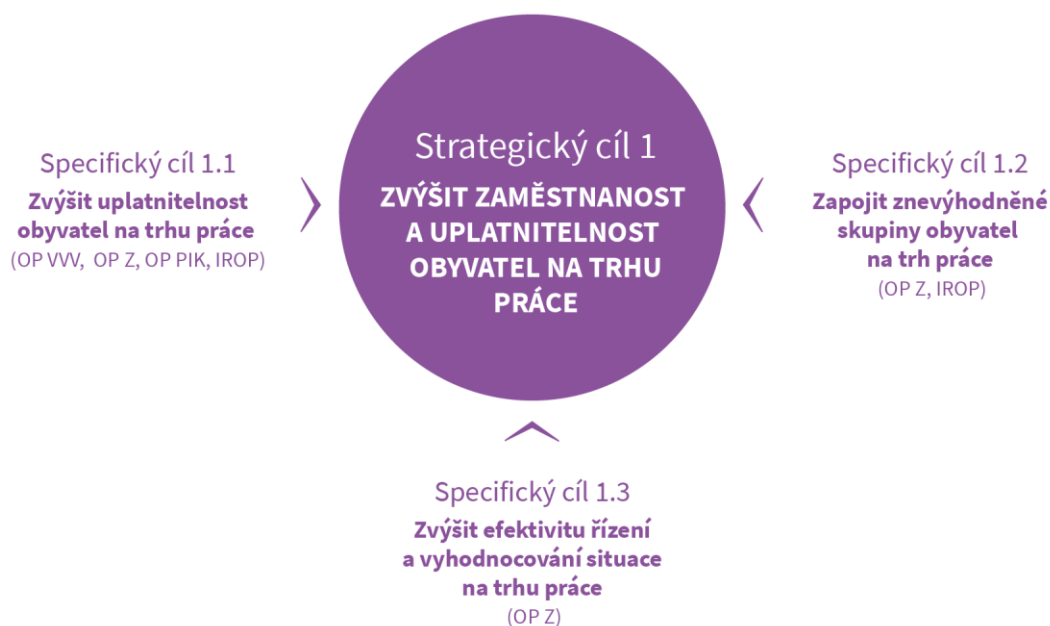 Strategický cíl 1
ZVÝŠIT ZAMĚSTNANOST
A UPLATNITELNOST
OBYVATEL NA TRHU
PRÁCE
Specifický cíl 1.1
Zvýšit uplatnitelnost
obyvatel na trhu práce
(OP VVV, OP Z, OP PIK, IROP)
Specifický cíl 1.2
Zapojit znevýhodněné
skupiny obyvatel
na trh práce
(OP Z, IROP)
Specifický cíl 1.3
Zvýšit efektivitu řízení
a vyhodnocování situace
na trhu práce
(OP Z)